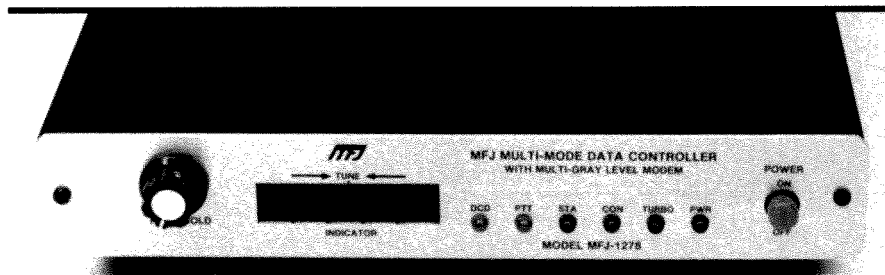 MFJ
TUNE
INDICATOR
MFJ MULTI-MODE DATA CONTROLLER
WITH MULTI-GRAY LEVEL MODEM
DCD PTT STA CON TURBO PWR
MODEL MFJ-1278
POWER
ON
OFF